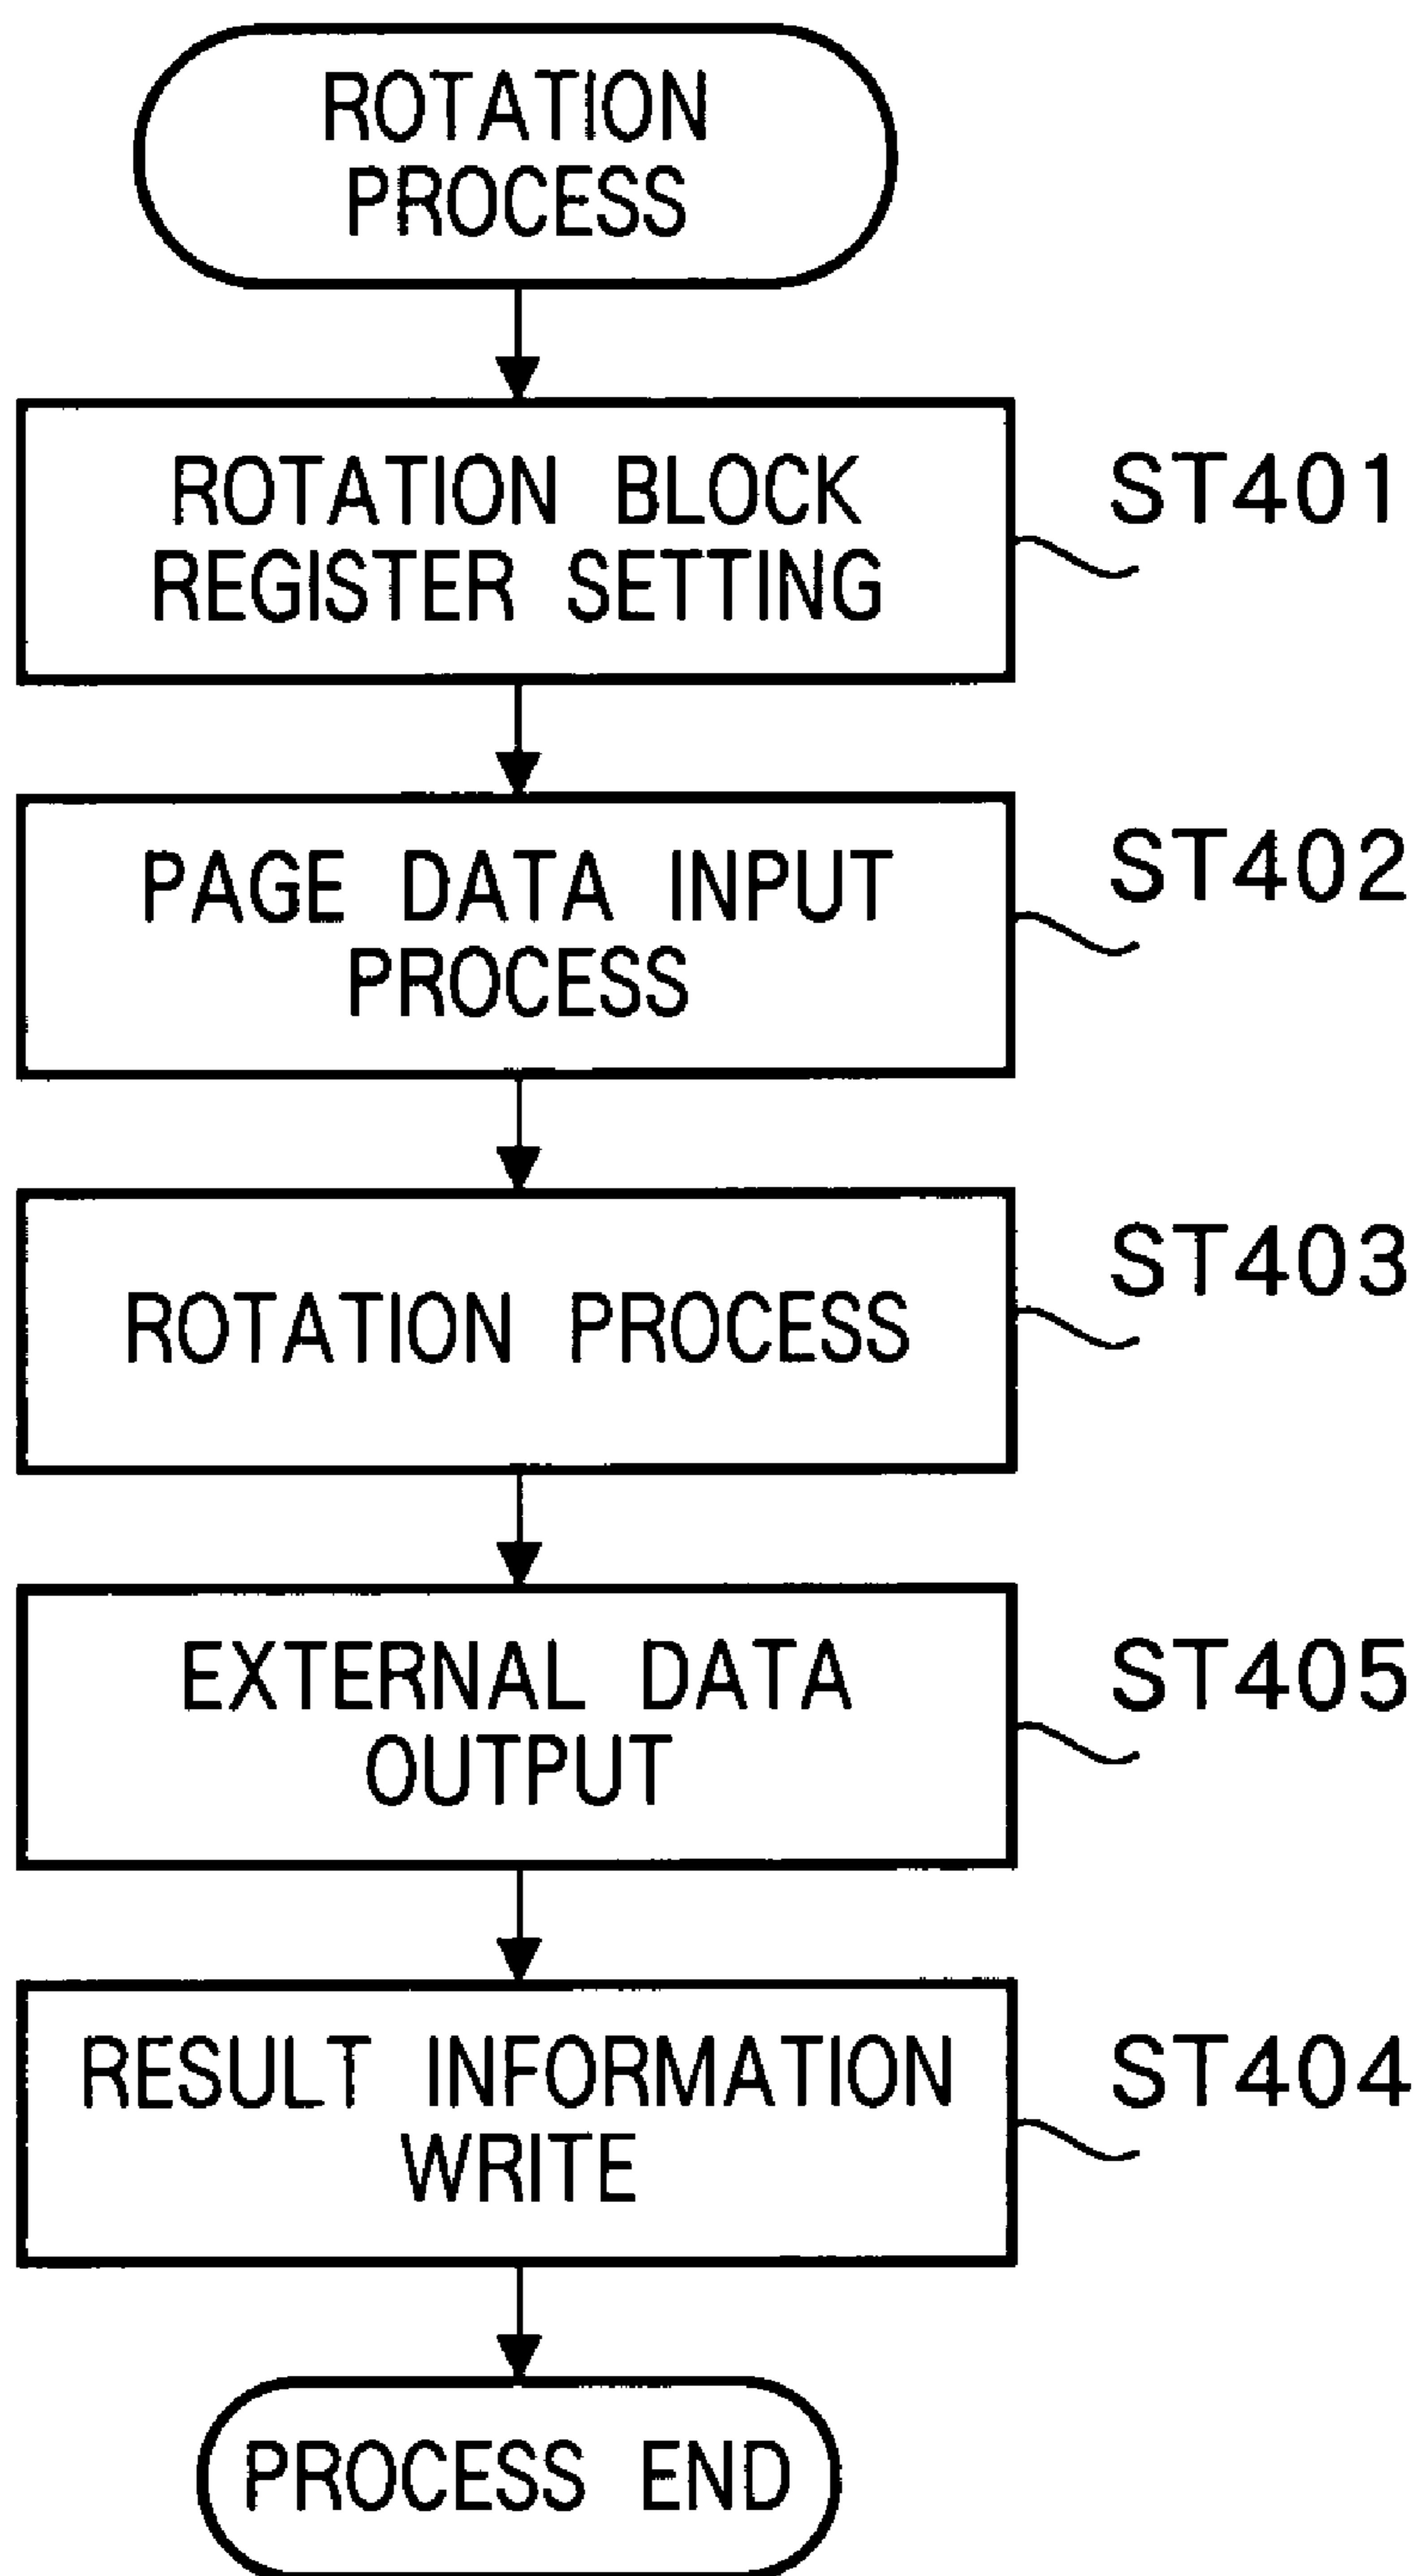 ROTATION
PROCESS
ROTATION BLOCK
REGISTER SETTING
ST401
PAGE DATA INPUT
PROCESS
ST402
ROTATION PROCESS
ST403
EXTERNAL DATA
OUTPUT
ST405
RESULT INFORMATION
WRITE
ST404
PROCESS END